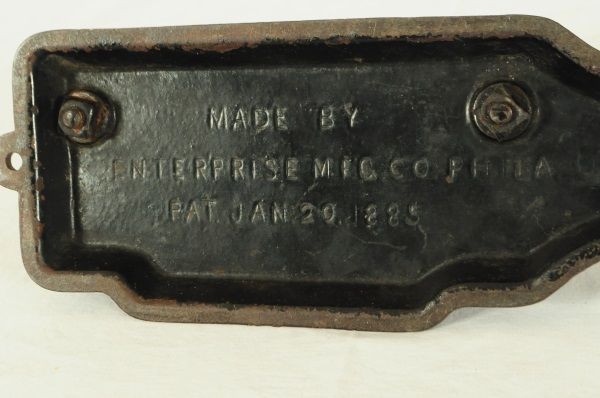 MADE BY
ENTERPRISE MFG. CO. PHILA
PAT. JAN. 20. 1885